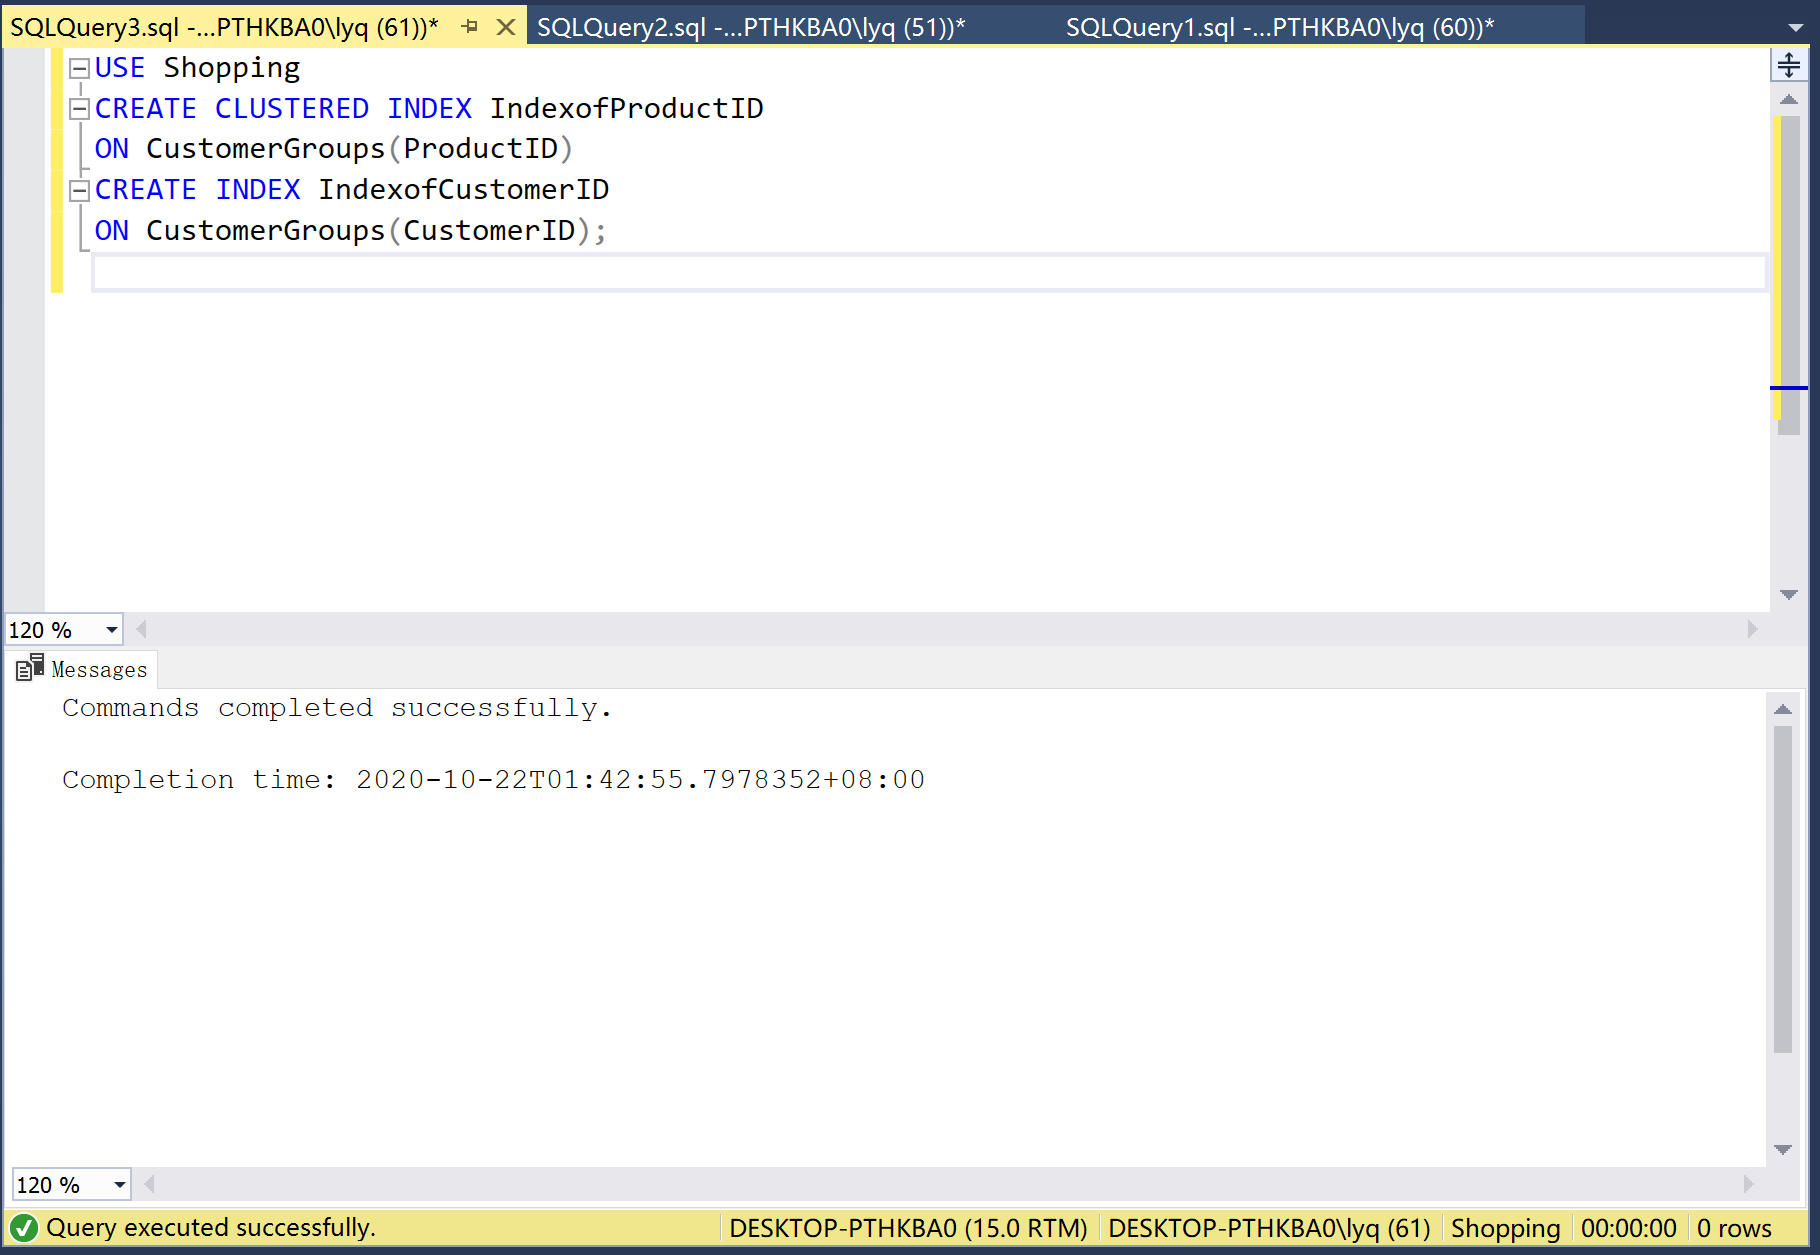 SQLQuery3.sql -...PTHKBA0\lyq (61))* SQLQuery2.sql -...PTHKBA0\lyq (51))* SQLQuery1.sql -...PTHKBA0\lyq (60))*
USE Shopping
CREATE CLUSTERED INDEX IndexofProductID
ON CustomerGroups(ProductID)
CREATE INDEX IndexofCustomerID
ON CustomerGroups(CustomerID);
120 %
Messages
Commands completed successfully.
Completion time: 2020-10-22T01:42:55.7978352+08:00
120 %
Query executed successfully. DESKTOP-PTHKBA0 (15.0 RTM) DESKTOP-PTHKBA0\lyq (61) Shopping 00:00:00 0 rows